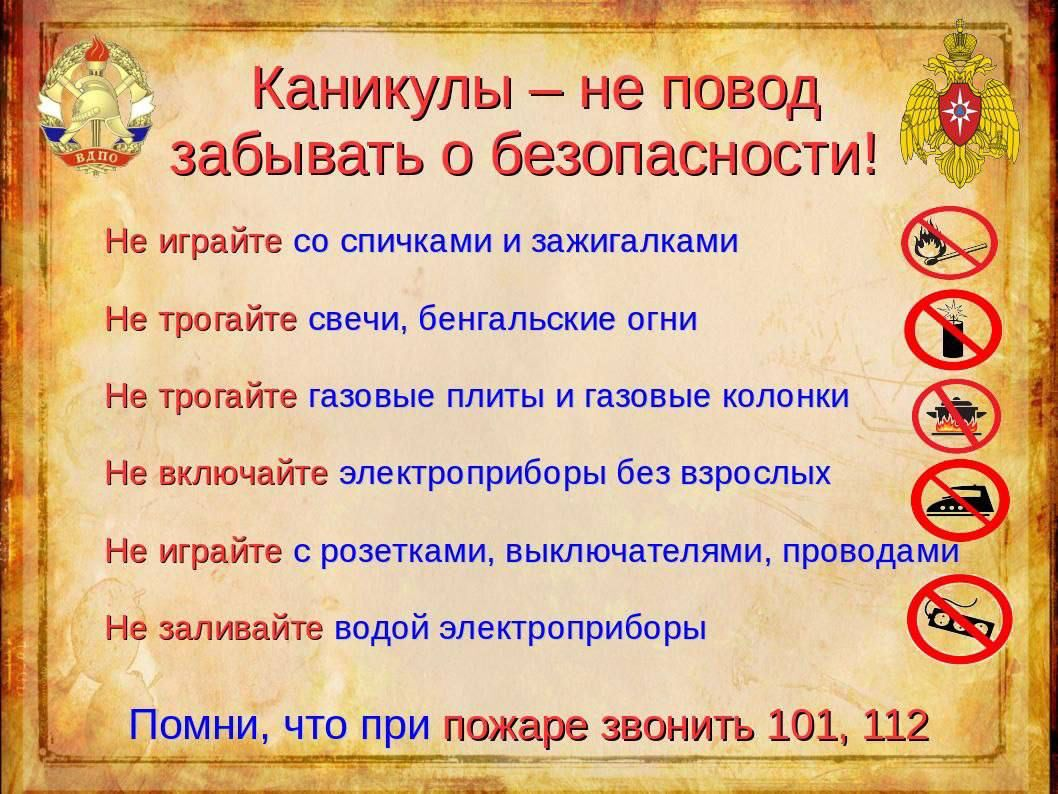 Каникулы – не повод
забывать о безопасности!
ВДПО
Не играйте со спичками и зажигалками
Не трогайте свечи, бенгальские огни
Не трогайте газовые плиты и газовые колонки
Не включайте электроприборы без взрослых
Не играйте с розетками, выключателями, проводами
Не заливайте водой электроприборы
Помни, что при пожаре звонить 101, 112